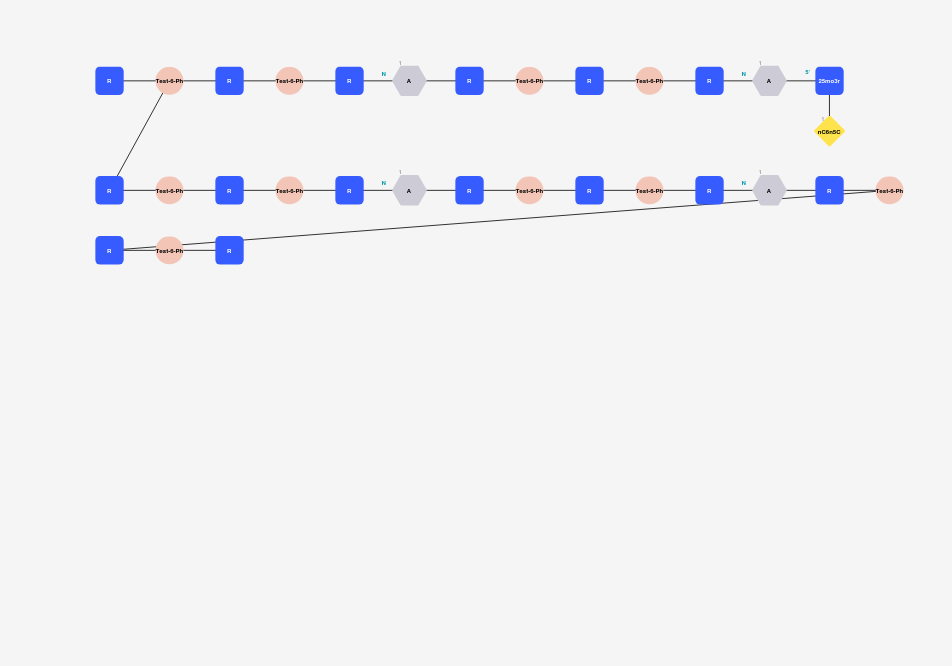 N 1 N 1 5'
R Test-6-Ph R Test-6-Ph R A R Test-6-Ph R Test-6-Ph R A 25mo3r
1
nC6n5C
N 1 N 1
R Test-6-Ph R Test-6-Ph R A R Test-6-Ph R Test-6-Ph R A R Test-6-Ph
R Test-6-Ph R